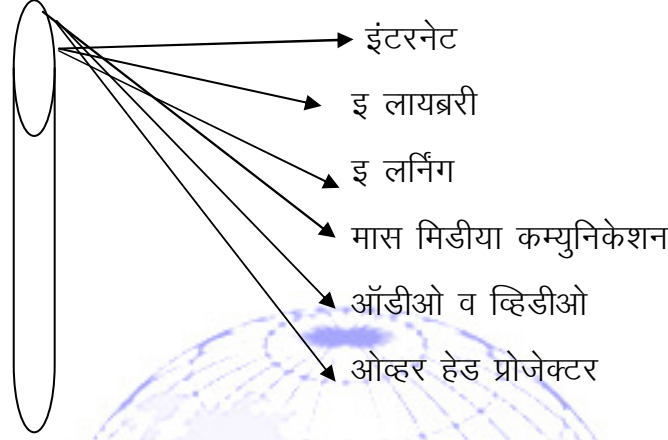 इंटरनेट
इ लायब्ररी
इ लर्निंग
मास मिडीया कम्युनिकेशन
ऑडीओ व व्हिडीओ
ओव्हर हेड प्रोजेक्टर